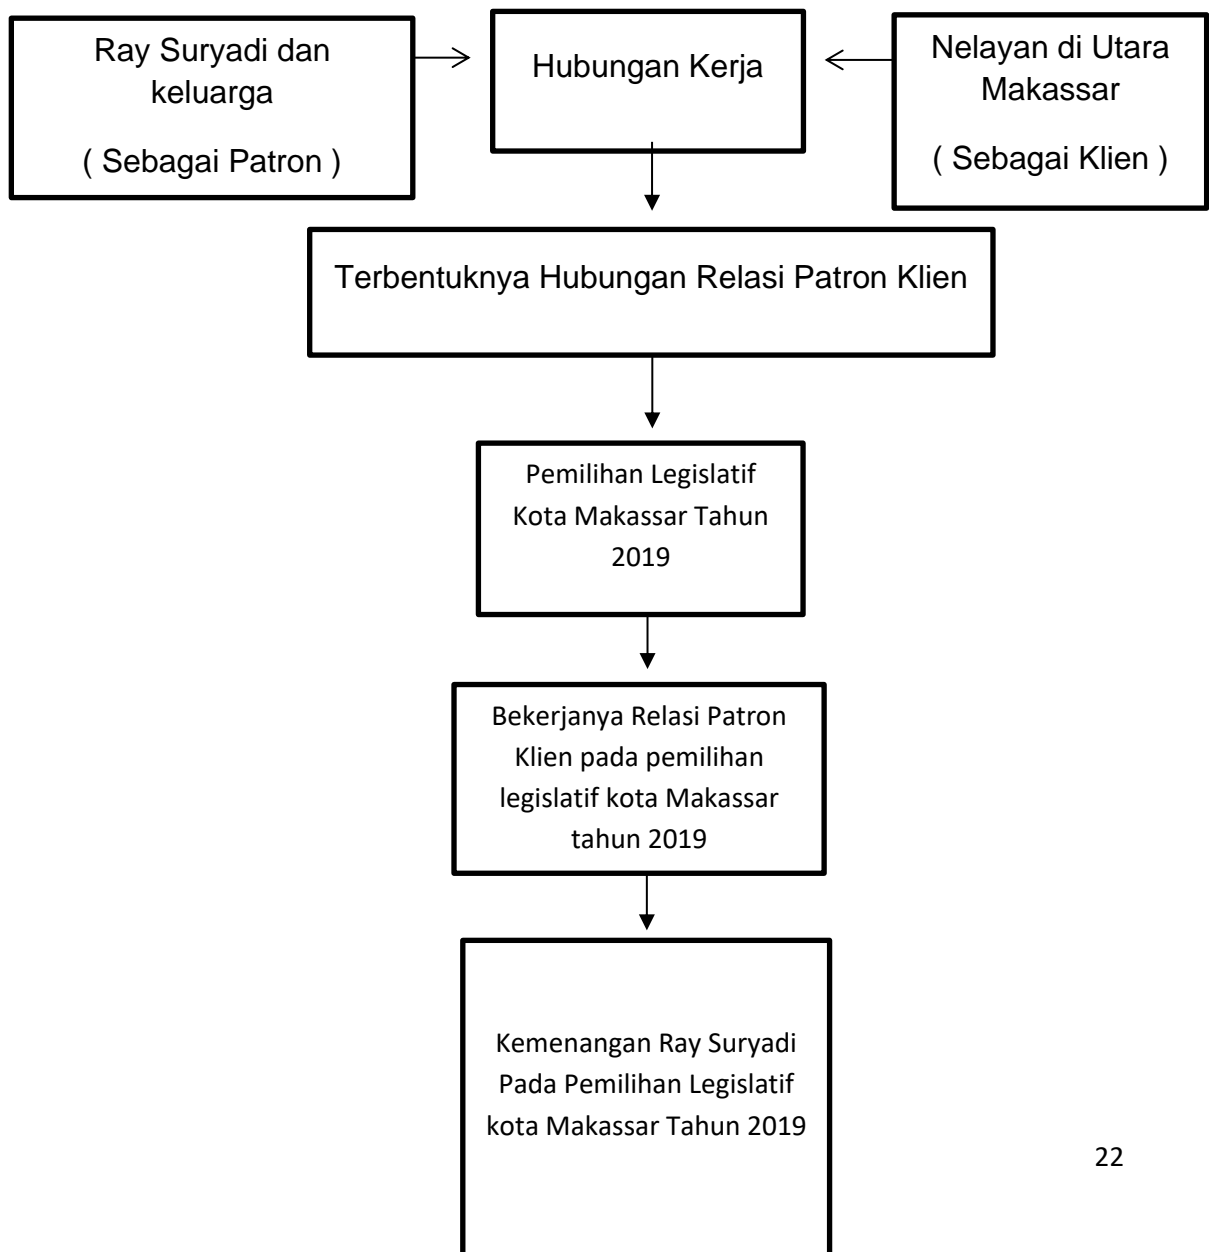 Ray Suryadi dan
keluarga
( Sebagai Patron )
Hubungan Kerja
Nelayan di Utara
Makassar
( Sebagai Klien )
Terbentuknya Hubungan Relasi Patron Klien
Pemilihan Legislatif
Kota Makassar Tahun
2019
Bekerjanya Relasi Patron
Klien pada pemilihan
legislatif kota Makassar
tahun 2019
Kemenangan Ray Suryadi
Pada Pemilihan Legislatif
kota Makassar Tahun 2019
22